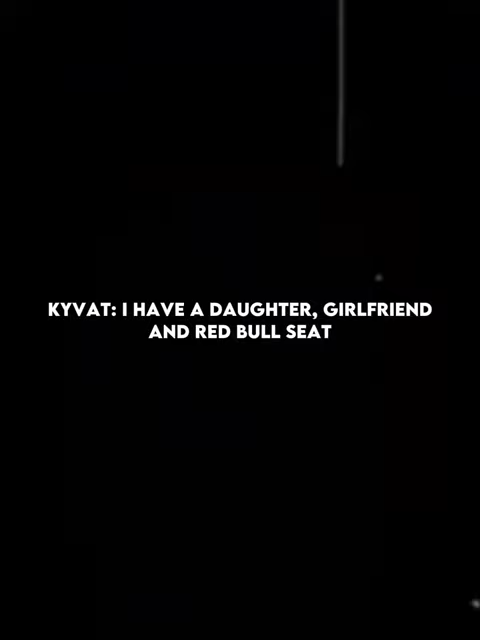 KYVAT: I HAVE A DAUGHTER, GIRLFRIEND
AND RED BULL SEAT